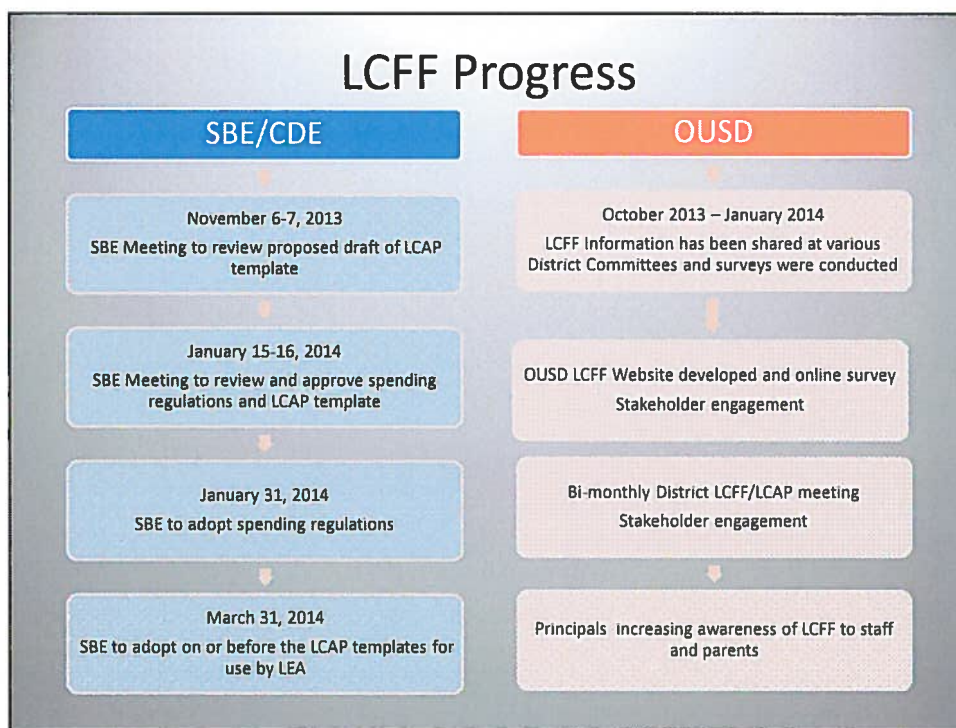 LCFF Progress
SBE/CDE
November 6-7, 2013
SBE Meeting to review proposed draft of LCAP
template
January 15-16, 2014
SBE Meeting to review and approve spending
regulations and LCAP template
January 31, 2014
SBE to adopt spending regulations
March 31, 2014
SBE to adopt on or before the LCAP templates for
use by LEA
OUSD
October 2013 – January 2014
LCFF Information has been shared at various
District Committees and surveys were conducted
OUSD LCFF Website developed and online survey
Stakeholder engagement
Bi-monthly District LCFF/LCAP meeting
Stakeholder engagement
Principals increasing awareness of LCFF to staff
and parents